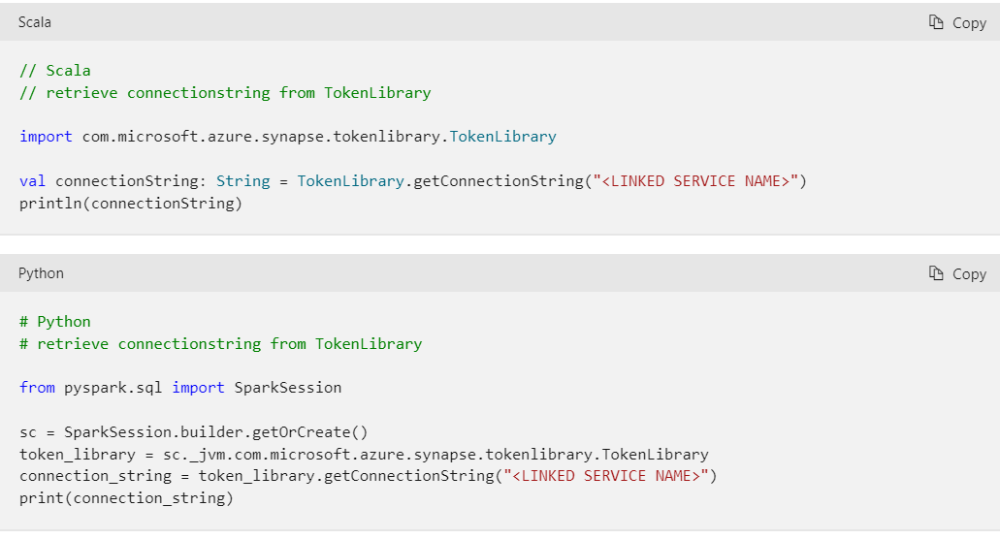 Scala
Copy
// Scala
// retrieve connectionstring from TokenLibrary
import com.microsoft.azure.synapse.tokenlibrary.TokenLibrary
val connectionString: String = TokenLibrary.getConnectionString("<LINKED SERVICE NAME>")
println(connectionString)
Python
Copy
# Python
# retrieve connectionstring from TokenLibrary
from pyspark.sql import SparkSession
sc = SparkSession.builder.getOrCreate()
token_library = sc._jvm.com.microsoft.azure.synapse.tokenlibrary.TokenLibrary
connection_string = token_library.getConnectionString("<LINKED SERVICE NAME>")
print(connection_string)